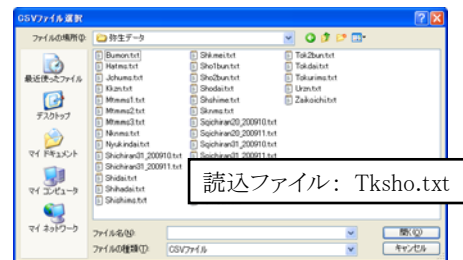 CSVファイル選択
ファイルの場所(I):
弥生データ
最近使ったファイル
デスクトップ
マイ ドキュメント
マイ コンピュータ
マイ ネットワーク
Bumon.txt
Hatms.txt
Jchums.txt
Kkzn.txt
Mtmms1.txt
Mtmms2.txt
Mtmms3.txt
Nknms.txt
Nyukindai.txt
Shichiran31_200910.txt
Shichiran31_200911.txt
Shidai.txt
Shihadai.txt
Shishima.txt
Shkmei.txt
Sho1bun.txt
Sho2bun.txt
Shodai.txt
Shshime.txt
Sknms.txt
Sqichiran20_200910.txt
Sqichiran20_200911.txt
Sqichiran31_200910.txt
Sqichiran31_200911.txt
Tok2bun.txt
Tokdai.txt
Tokurims.txt
Urzn.txt
Zaikoichi.txt
読込ファイル: Tksho.txt
ファイル名(N):
開く(O)
ファイルの種類(T):
CSVファイル
キャンセル